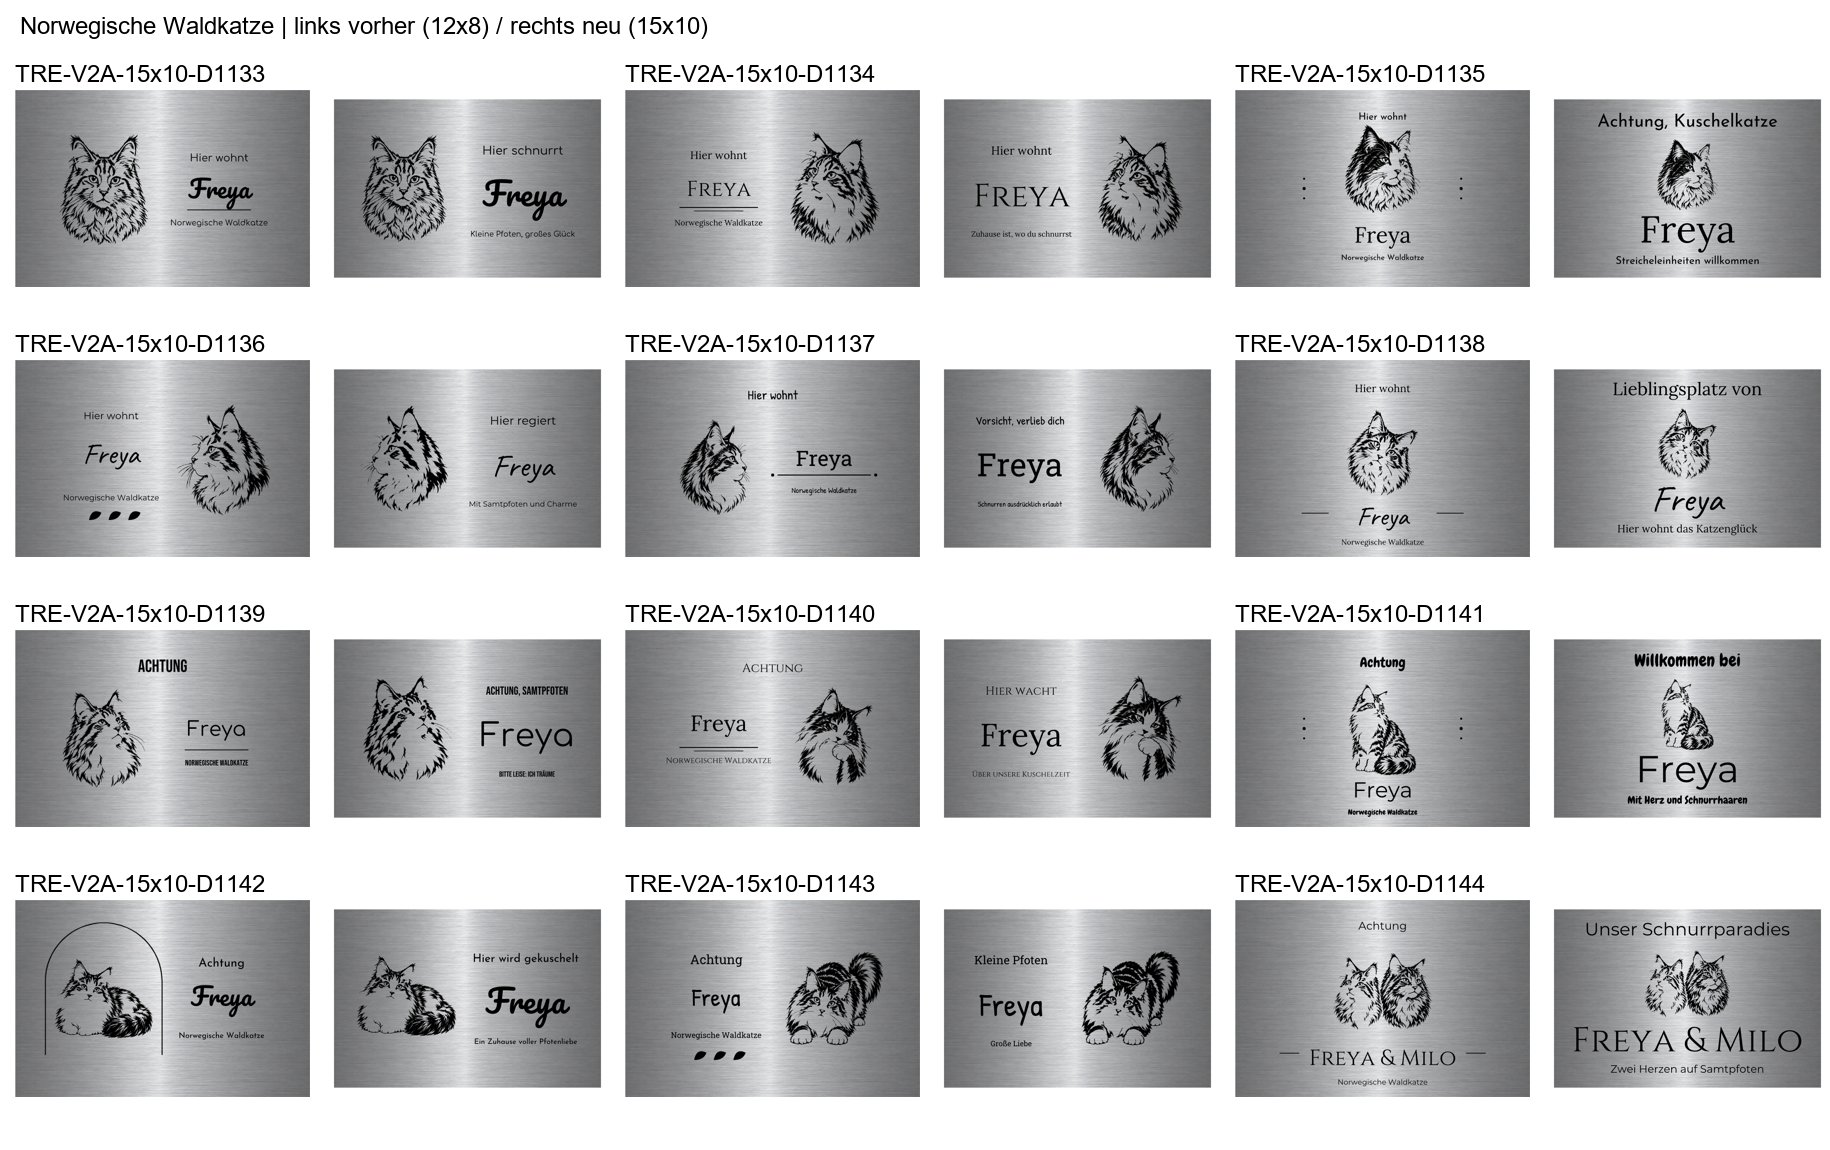 Norwegische Waldkatze | links vorher (12x8) / rechts neu (15x10)
TRE-V2A-15x10-D1133
Hier wohnt
Freya
Norwegische Waldkatze
Hier schnurrt
Freya
Kleine Pfoten, großes Glück
TRE-V2A-15x10-D1134
Hier wohnt
Freya
Norwegische Waldkatze
Hier wohnt
Freya
Zuhause ist, wo du schnurrst
TRE-V2A-15x10-D1135
Hier wohnt
Freya
Norwegische Waldkatze
Achtung, Kuschelkatze
Freya
Streicheleinheiten willkommen
TRE-V2A-15x10-D1136
Hier wohnt
Freya
Norwegische Waldkatze
Hier regiert
Freya
Mit Samtpfoten und Charme
TRE-V2A-15x10-D1137
Hier wohnt
Freya
Norwegische Waldkatze
Vorsicht, verlieb dich
Freya
Schnurren ausdrücklich erlaubt
TRE-V2A-15x10-D1138
Hier wohnt
Freya
Norwegische Waldkatze
Lieblingsplatz von
Freya
Hier wohnt das Katzenglück
TRE-V2A-15x10-D1139
ACHTUNG
Freya
NORWEGISCHE WALDKATZE
ACHTUNG, SAMTPFOTEN
Freya
BITTE LEISE: ICH TRÄUME
TRE-V2A-15x10-D1140
Achtung
Freya
Norwegische Waldkatze
Hier wacht
Freya
Über unsere Kuschelzeit
TRE-V2A-15x10-D1141
Achtung
Freya
Norwegische Waldkatze
Willkommen bei
Freya
Mit Herz und Schnurrhaaren
TRE-V2A-15x10-D1142
Achtung
Freya
Norwegische Waldkatze
Hier wird gekuschelt
Freya
Ein Zuhause voller Pfotenliebe
TRE-V2A-15x10-D1143
Achtung
Freya
Norwegische Waldkatze
Kleine Pfoten
Freya
Große Liebe
TRE-V2A-15x10-D1144
Achtung
Freya & Milo
Norwegische Waldkatze
Unser Schnurrparadies
Freya & Milo
Zwei Herzen auf Samtpfoten